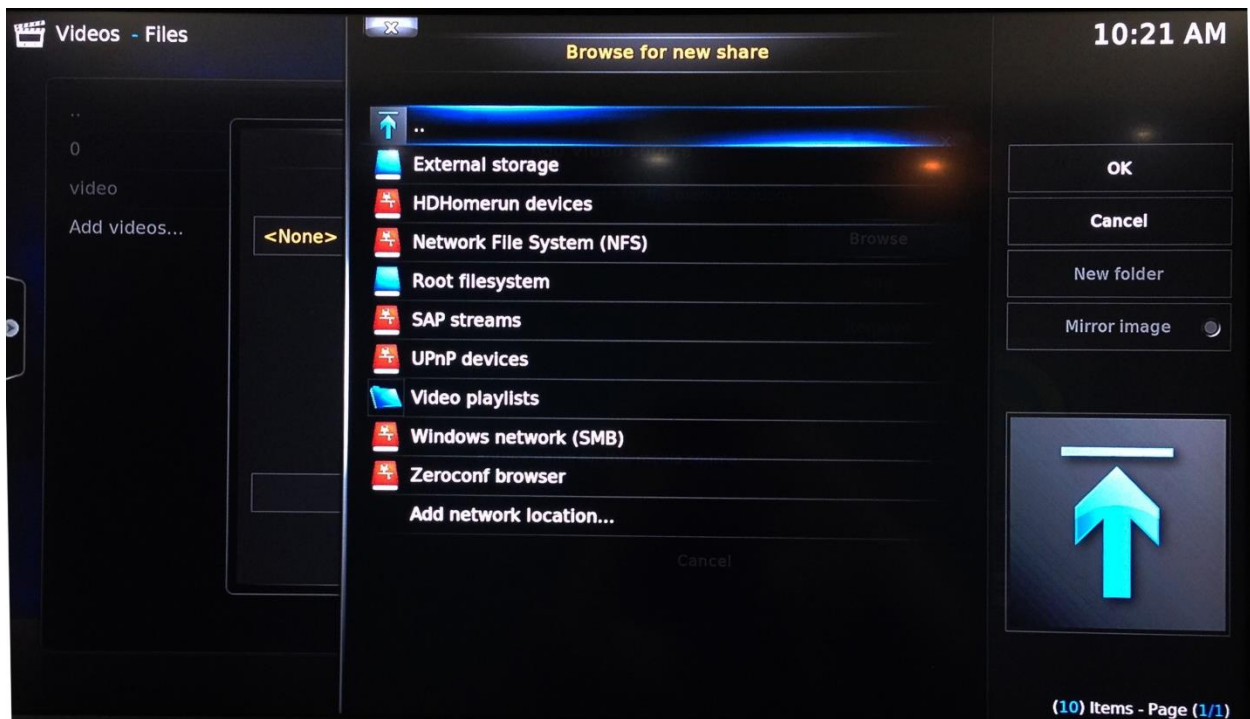 Videos - Files
Browse for new share
10:21 AM
..
0
video
Add videos...
<None>
..
External storage
HDHomerun devices
Network File System (NFS)
Root filesystem
SAP streams
UPnP devices
Video playlists
Windows network (SMB)
Zeroconf browser
Add network location...
Browse
Cancel
OK
Cancel
New folder
Mirror image
(10) Items - Page (1/1)